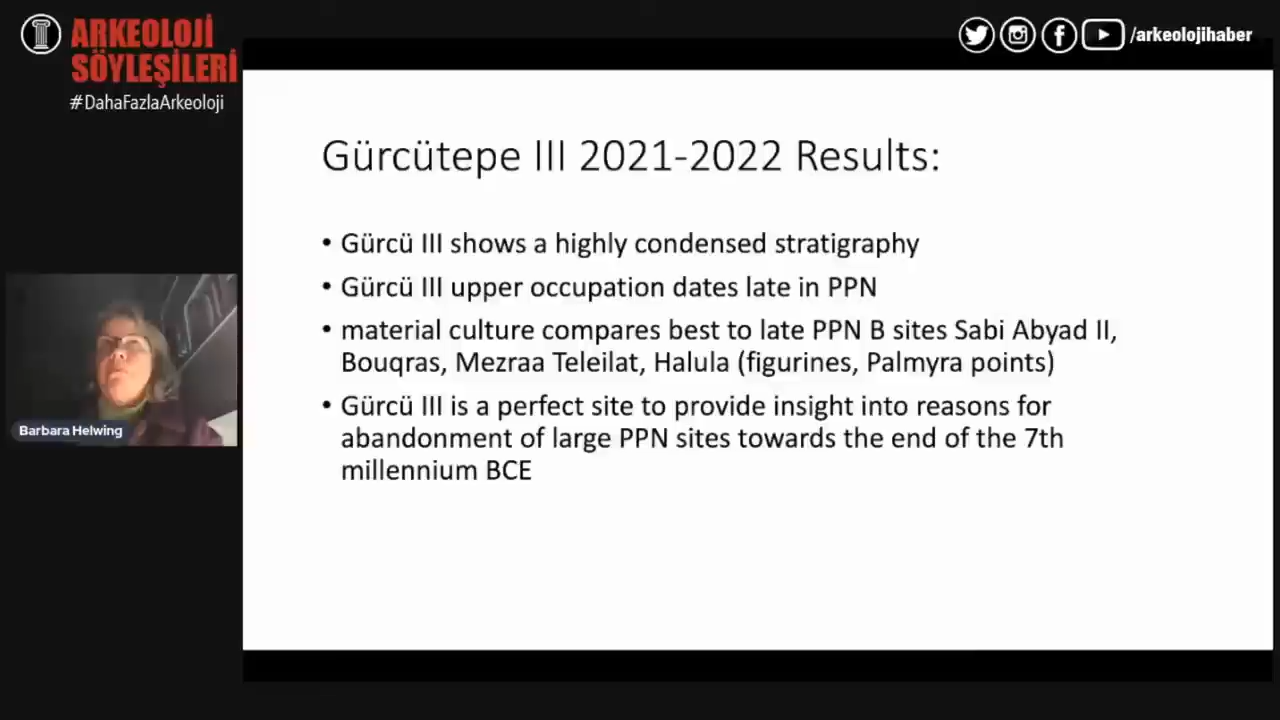 ARKEOLOJİ
SÖYLEŞİLERİ
#DahaFazlaArkeoloji
/arkeolojihaber
Gürcütepe III 2021-2022 Results:
• Gürcü III shows a highly condensed stratigraphy
• Gürcü III upper occupation dates late in PPN
• material culture compares best to late PPN B sites Sabi Abyad II,
Bouqras, Mezraa Teleilat, Halula (figurines, Palmyra points)
• Gürcü III is a perfect site to provide insight into reasons for
abandonment of large PPN sites towards the end of the 7th
millennium BCE
Barbara Helwing